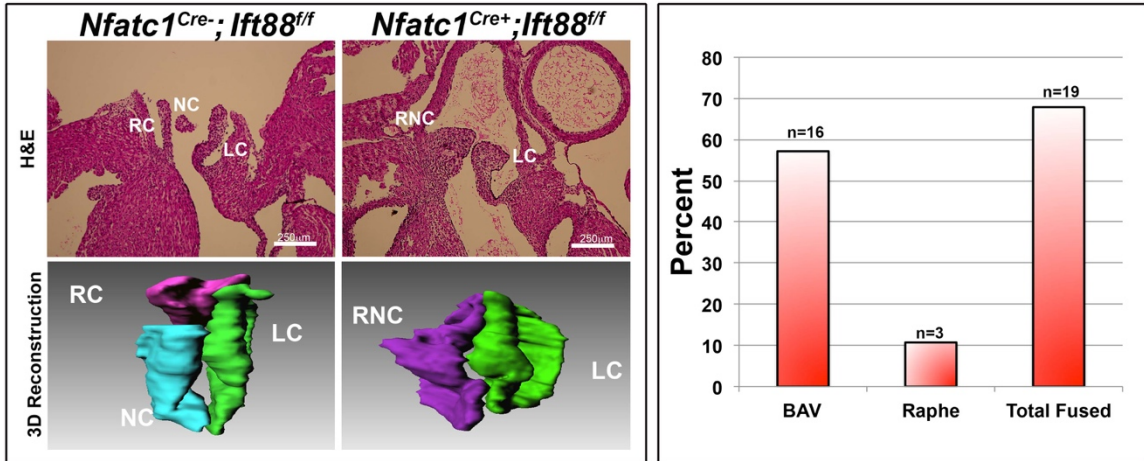 Nfatc1Cre-; Ift88f/f
Nfatc1Cre+;Ift88f/f
H&E
RC
NC
LC
250µm
RNC
LC
250µm
3D Reconstruction
RC
LC
NC
RNC
LC
Percent
80
70
60
50
40
30
20
10
0
n=16
n=3
n=19
BAV
Raphe
Total Fused